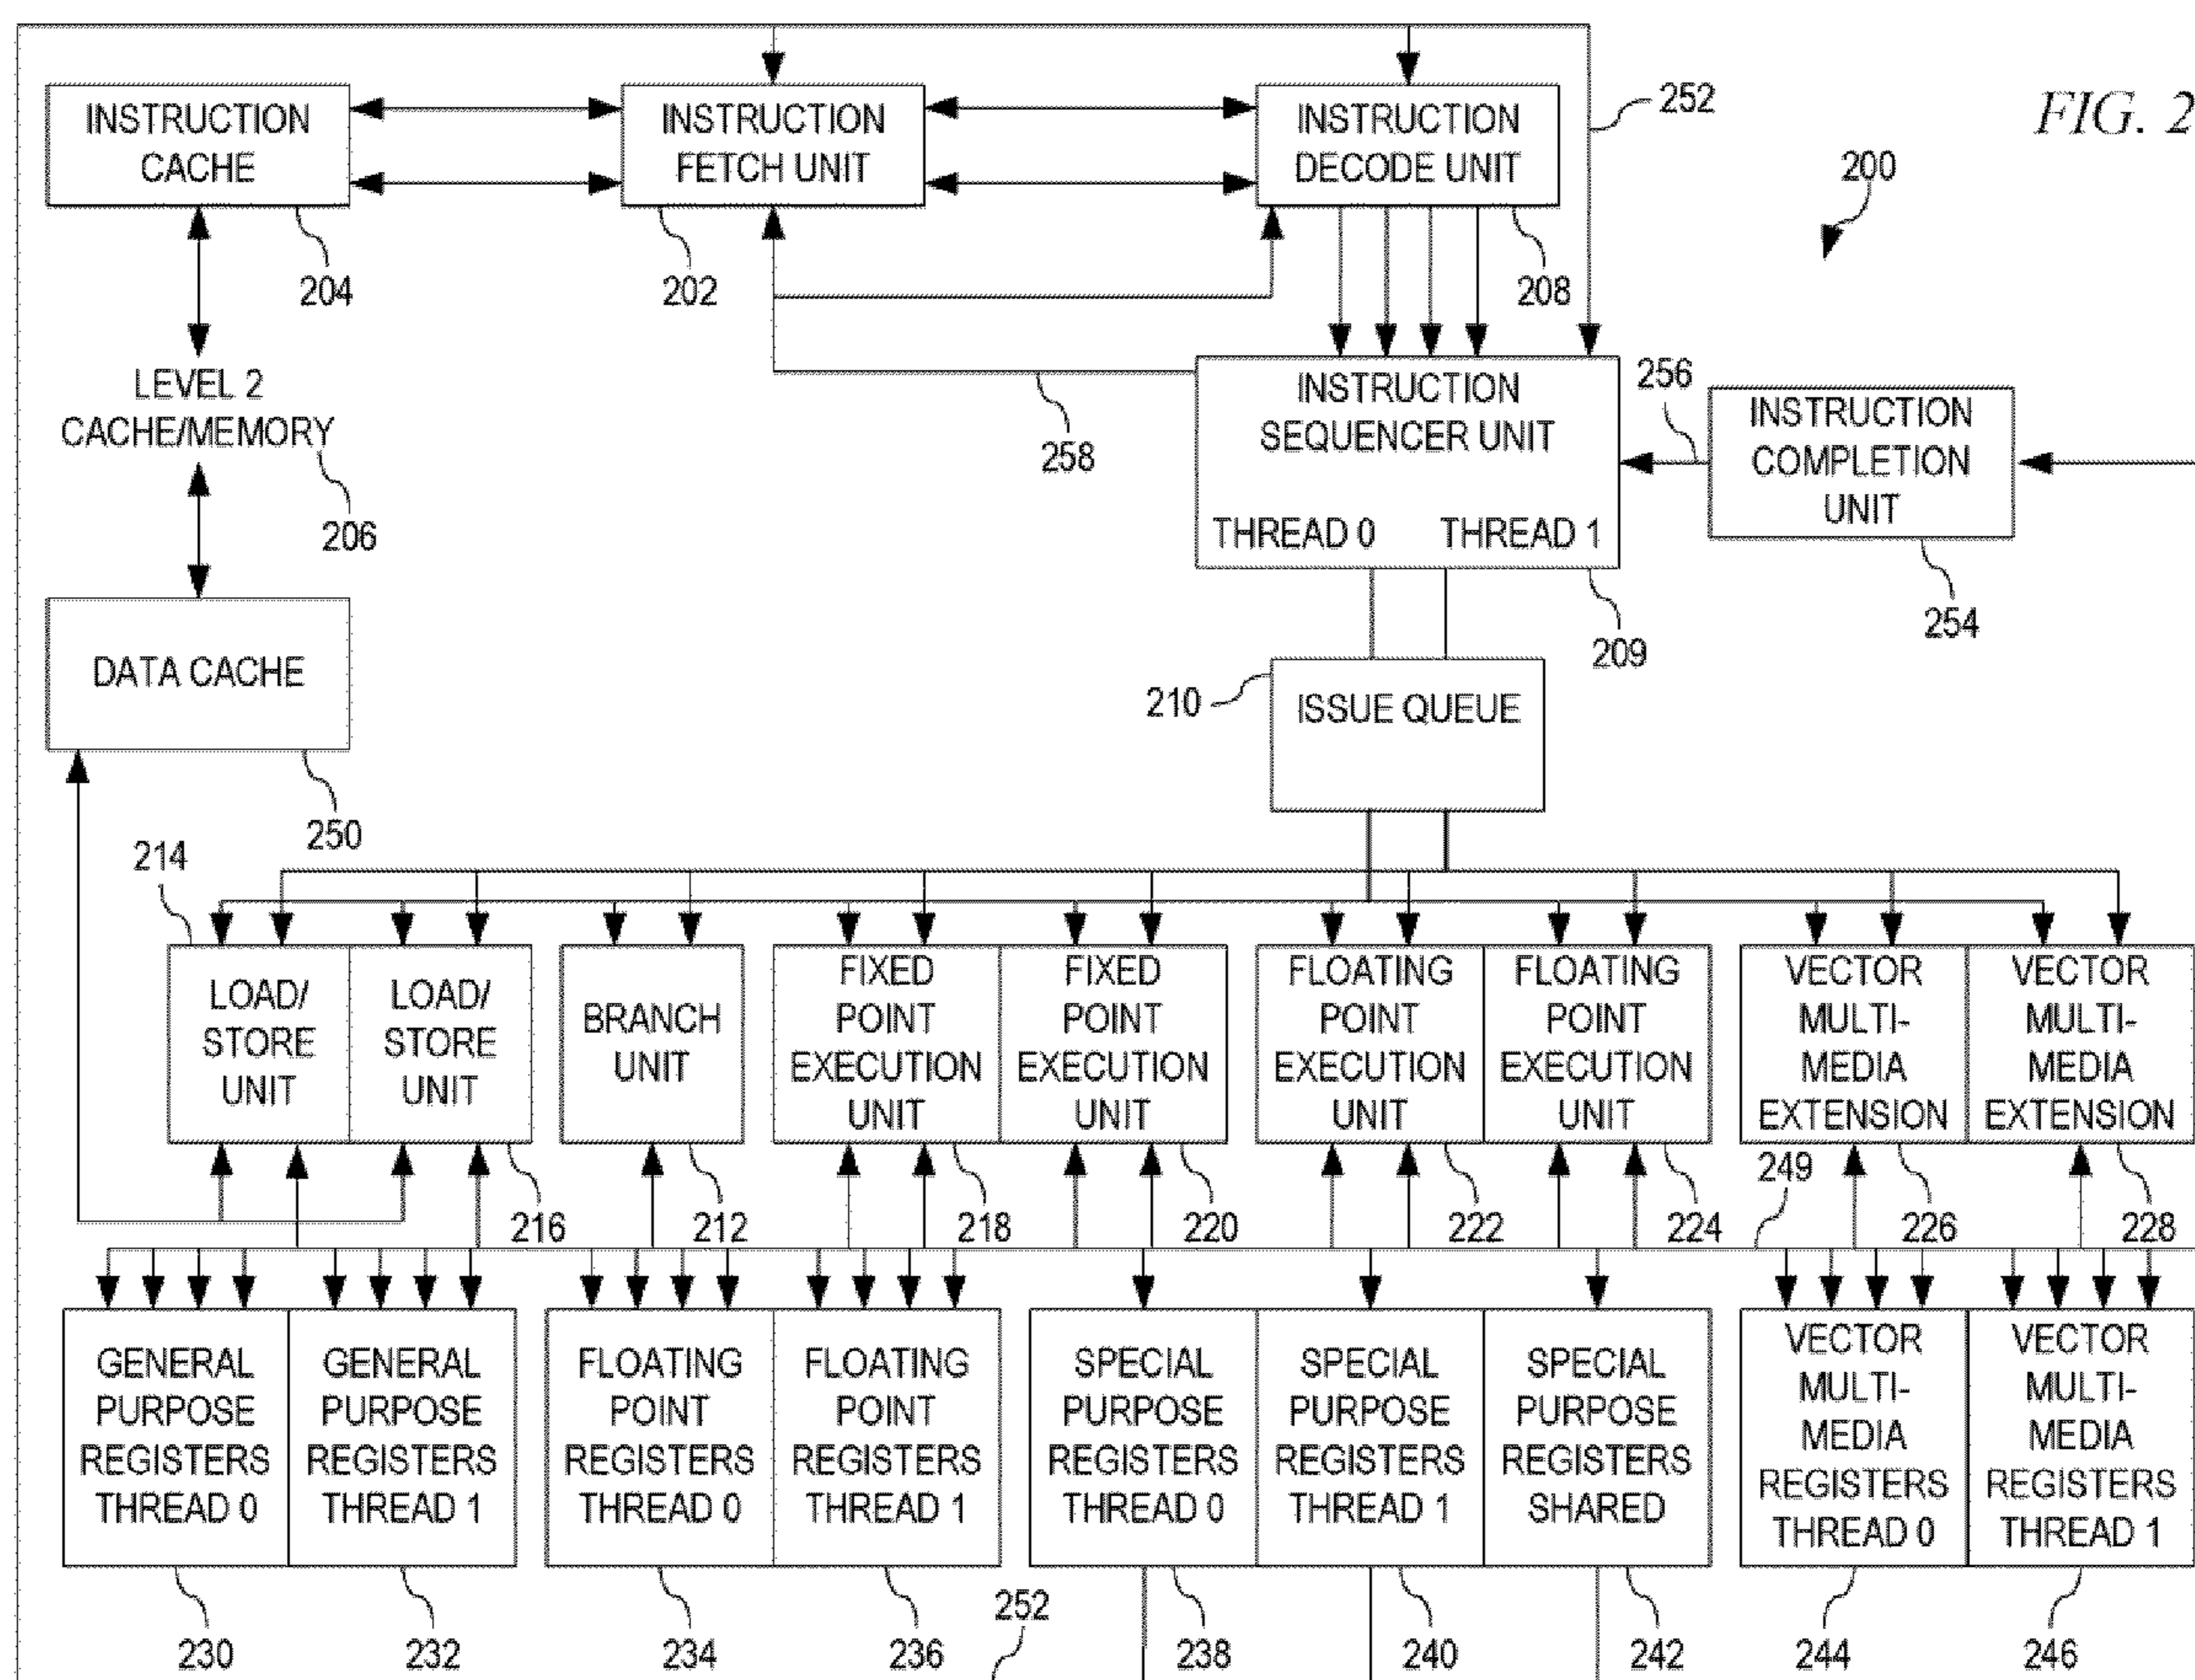 FIG. 2
200
INSTRUCTION
CACHE
204
INSTRUCTION
FETCH UNIT
202
INSTRUCTION
DECODE UNIT
208
252
LEVEL 2
CACHE/MEMORY
206
258
INSTRUCTION
SEQUENCER UNIT
THREAD 0 THREAD 1
209
256
INSTRUCTION
COMPLETION
UNIT
254
DATA CACHE
250
210
ISSUE QUEUE
214
LOAD/
STORE
UNIT
LOAD/
STORE
UNIT
216
BRANCH
UNIT
212
FIXED
POINT
EXECUTION
UNIT
218
FIXED
POINT
EXECUTION
UNIT
220
FLOATING
POINT
EXECUTION
UNIT
222
FLOATING
POINT
EXECUTION
UNIT
224
VECTOR
MULTI-
MEDIA
EXTENSION
226
VECTOR
MULTI-
MEDIA
EXTENSION
228
249
GENERAL
PURPOSE
REGISTERS
THREAD 0
230
GENERAL
PURPOSE
REGISTERS
THREAD 1
232
FLOATING
POINT
REGISTERS
THREAD 0
234
FLOATING
POINT
REGISTERS
THREAD 1
236
252
SPECIAL
PURPOSE
REGISTERS
THREAD 0
238
SPECIAL
PURPOSE
REGISTERS
THREAD 1
240
SPECIAL
PURPOSE
REGISTERS
SHARED
242
VECTOR
MULTI-
MEDIA
REGISTERS
THREAD 0
244
VECTOR
MULTI-
MEDIA
REGISTERS
THREAD 1
246